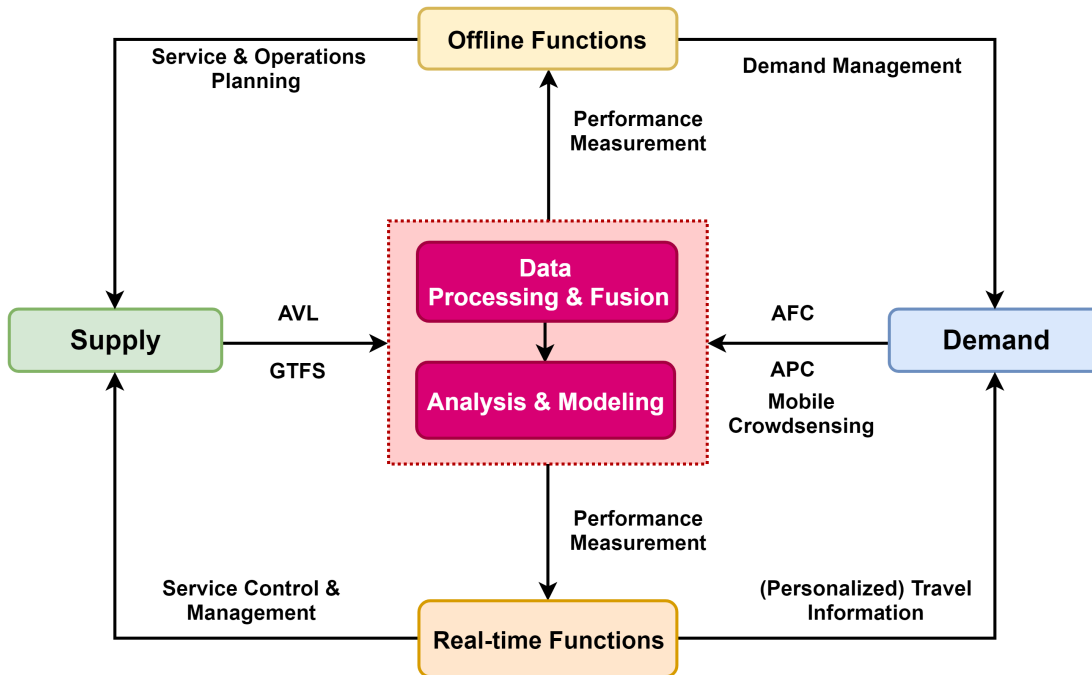 Offline Functions
Service & Operations
Planning
Demand Management
Performance
Measurement
Data
Processing & Fusion
AVL
AFC
Supply
Demand
GTFS
APC
Analysis & Modeling
Mobile
Crowdsensing
Performance
Measurement
Service Control &
Management
(Personalized) Travel
Information
Real-time Functions